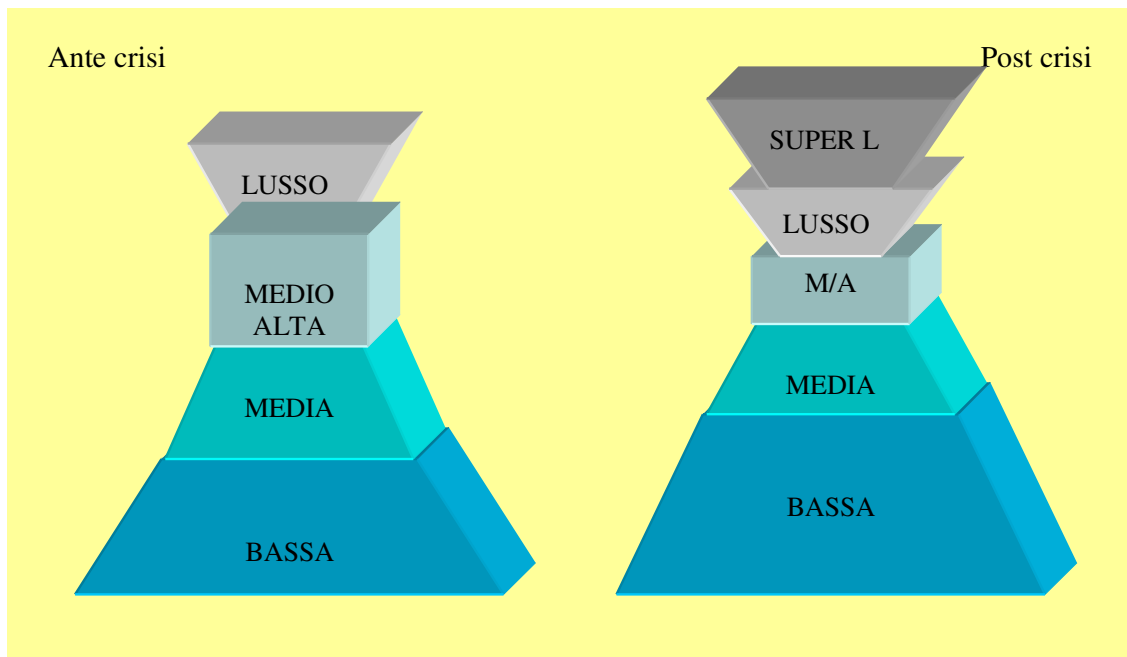 Ante crisi
LUSSO
MEDIO
ALTA
MEDIA
BASSA
Post crisi
SUPER L
LUSSO
M/A
MEDIA
BASSA